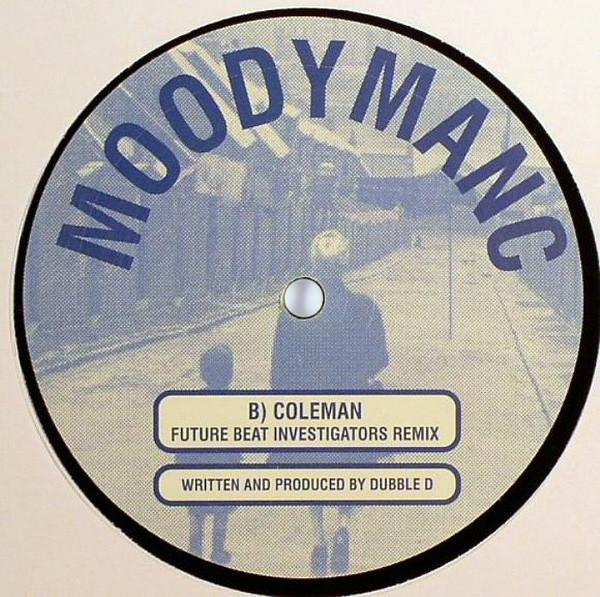 MOODYMANC
B) COLEMAN
FUTURE BEAT INVESTIGATORS REMIX
WRITTEN AND PRODUCED BY DUBBLE D